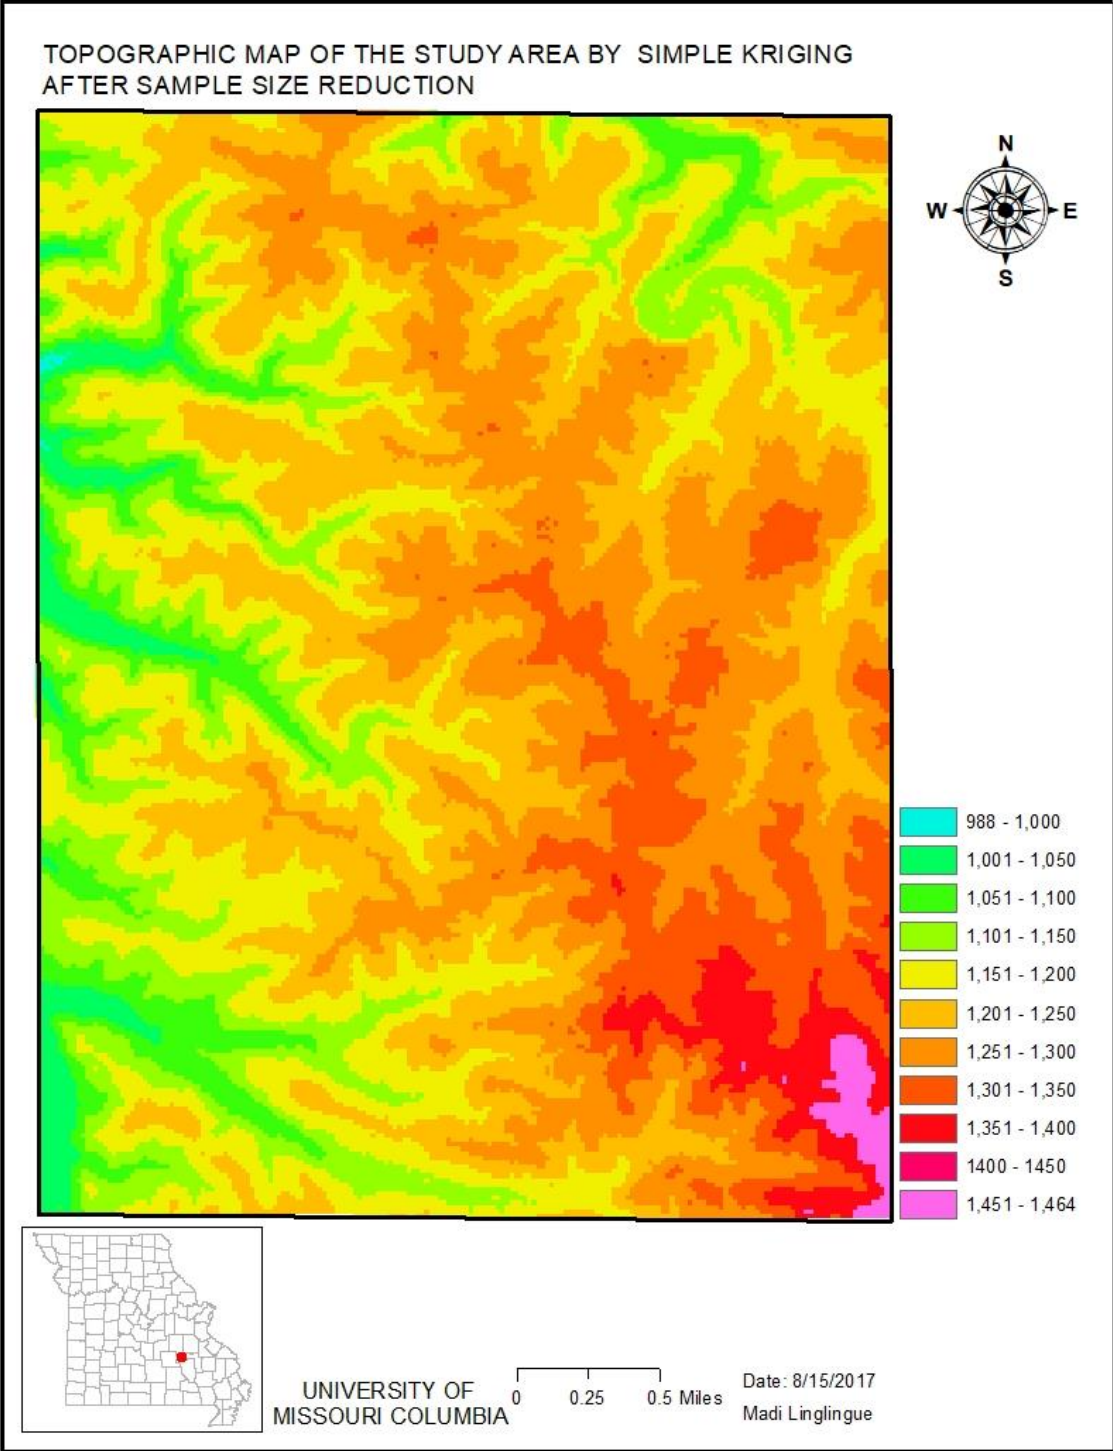 TOPOGRAPHIC MAP OF THE STUDY AREA BY SIMPLE KRIGING
AFTER SAMPLE SIZE REDUCTION
N
W E
S
988 - 1,000
1,001 - 1,050
1,051 - 1,100
1,101 - 1,150
1,151 - 1,200
1,201 - 1,250
1,251 - 1,300
1,301 - 1,350
1,351 - 1,400
1400 - 1450
1,451 - 1,464
UNIVERSITY OF
MISSOURI COLUMBIA
0 0.25 0.5 Miles
Date: 8/15/2017
Madi Linglingue